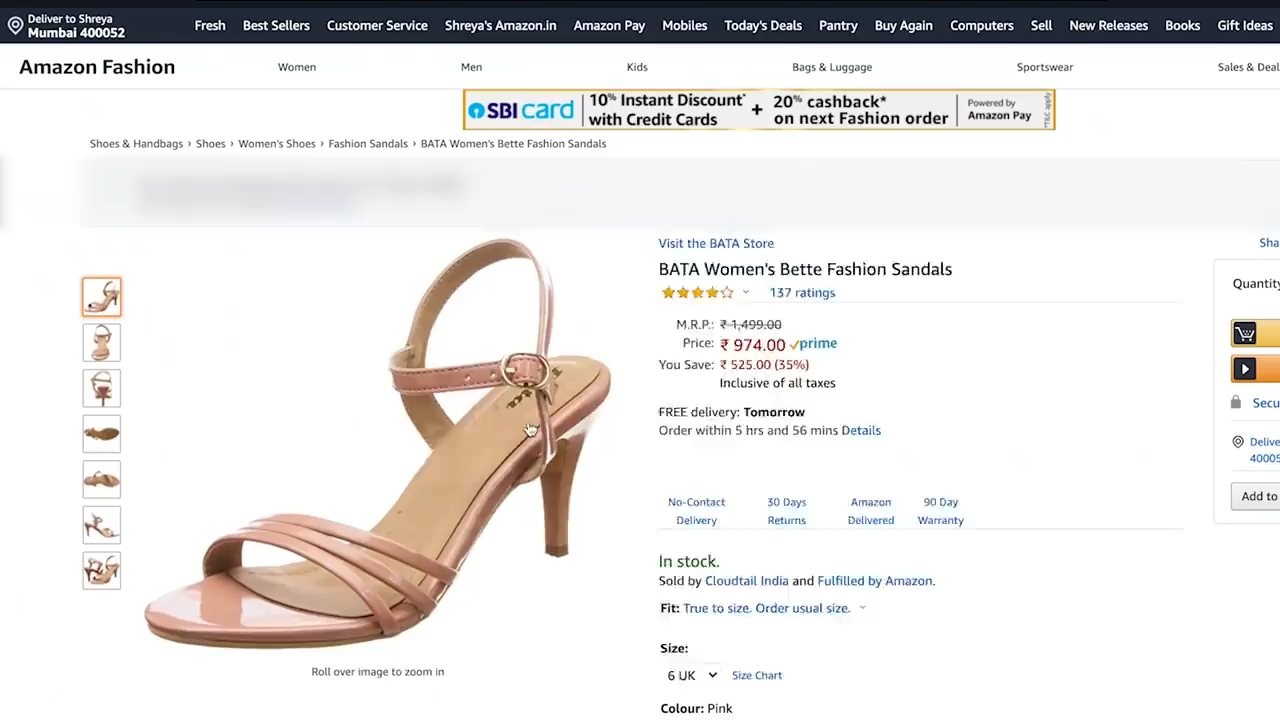 Deliver to Shreya
Mumbai 400052
Fresh Best Sellers Customer Service Shreya's Amazon.in Amazon Pay Mobiles Today's Deals Pantry Buy Again Computers Sell New Releases Books Gift Ideas
Amazon Fashion Women Men Kids Bags & Luggage Sportswear Sales & Deal
SBI card 10% Instant Discount* with Credit Cards + 20% cashback* on next Fashion order Powered by Amazon Pay *T&C apply
Shoes & Handbags › Shoes › Women's Shoes › Fashion Sandals › BATA Women's Bette Fashion Sandals
Visit the BATA Store
Sha
BATA Women's Bette Fashion Sandals
137 ratings
M.R.P.: ₹ 1,499.00
Price: ₹ 974.00 prime
You Save: ₹ 525.00 (35%)
Inclusive of all taxes
FREE delivery: Tomorrow
Order within 5 hrs and 56 mins Details
No-Contact Delivery
30 Days Returns
Amazon Delivered
90 Day Warranty
In stock.
Sold by Cloudtail India and Fulfilled by Amazon.
Fit: True to size. Order usual size.
Size:
6 UK Size Chart
Colour: Pink
Roll over image to zoom in
Quantity
Secu
Delive
40005
Add to